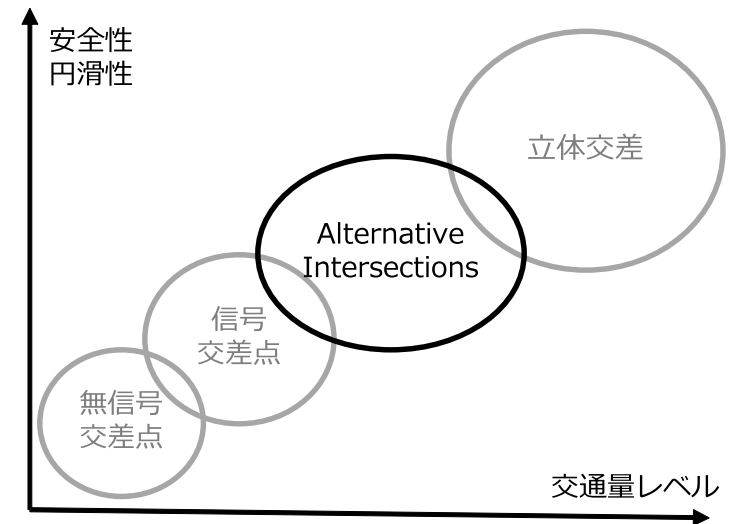 安全性
円滑性
立体交差
Alternative
Intersections
信号
交差点
無信号
交差点
交通量レベル